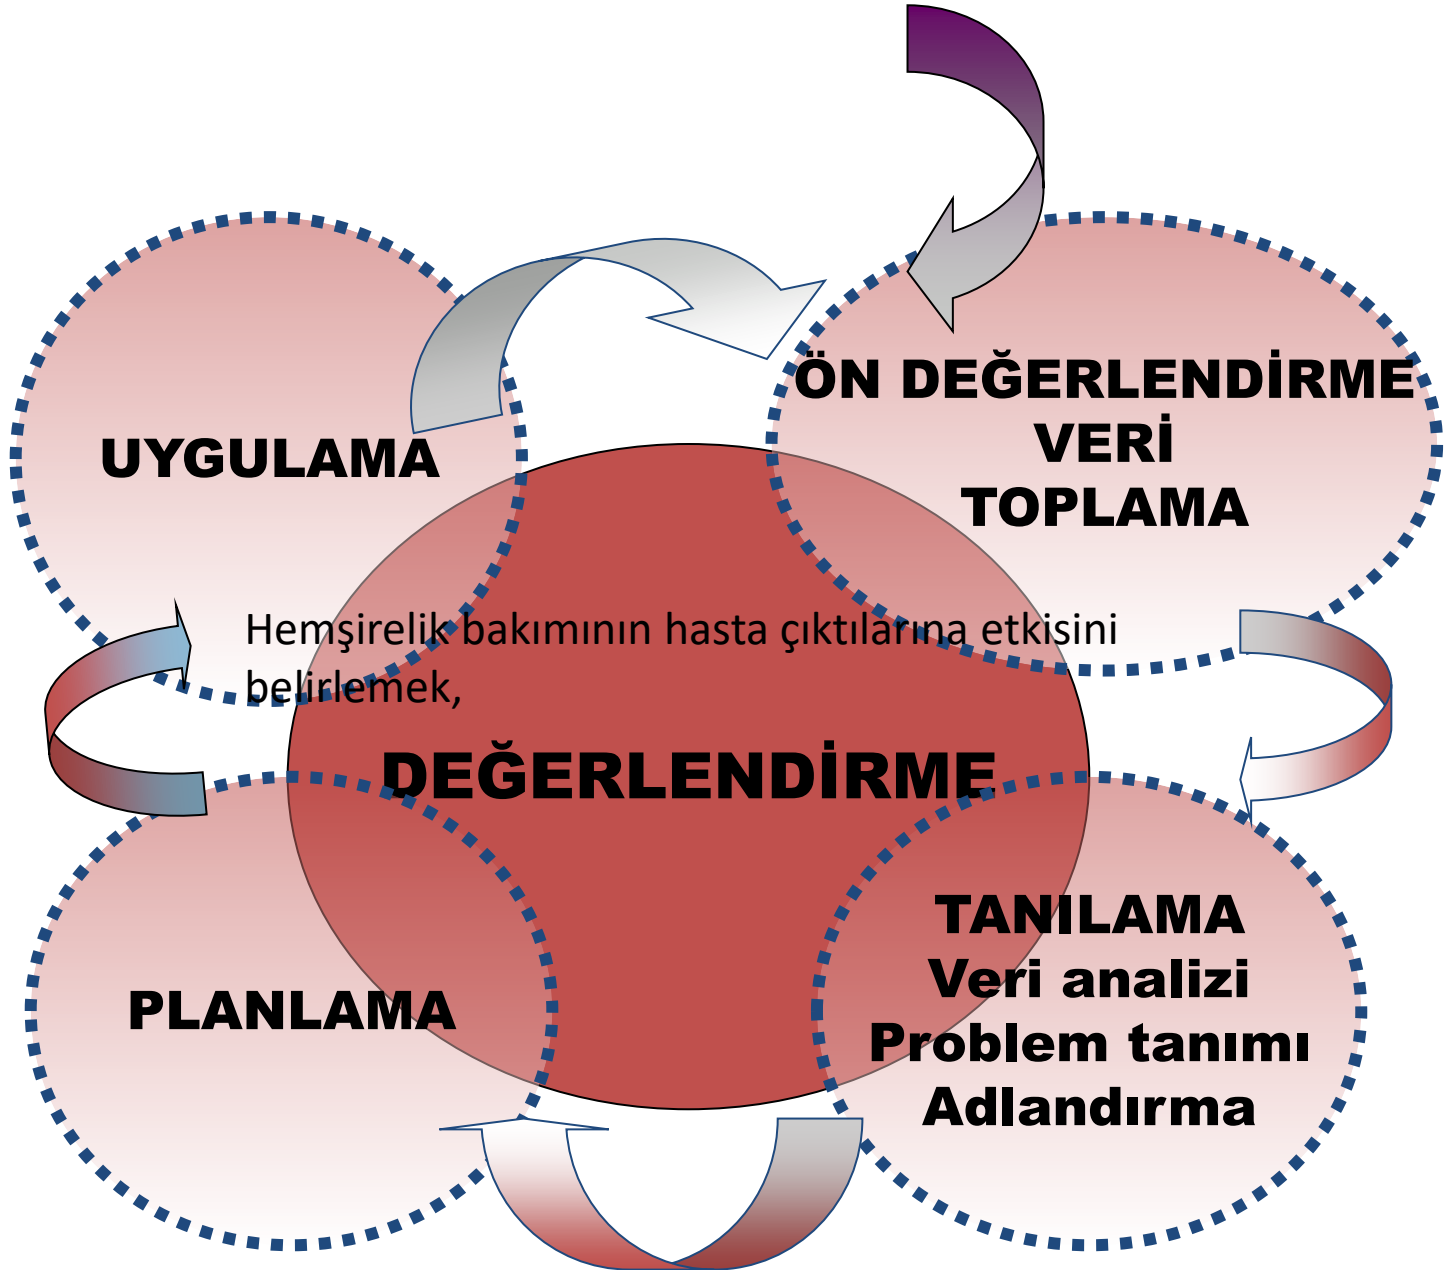 UYGULAMA
ÖN DEĞERLENDİRME
VERİ
TOPLAMA
Hemşirelik bakımının hasta çıktılarına etkisini
belirlemek,
DEĞERLENDİRME
PLANLAMA
TANILAMA
Veri analizi
Problem tanımı
Adlandırma